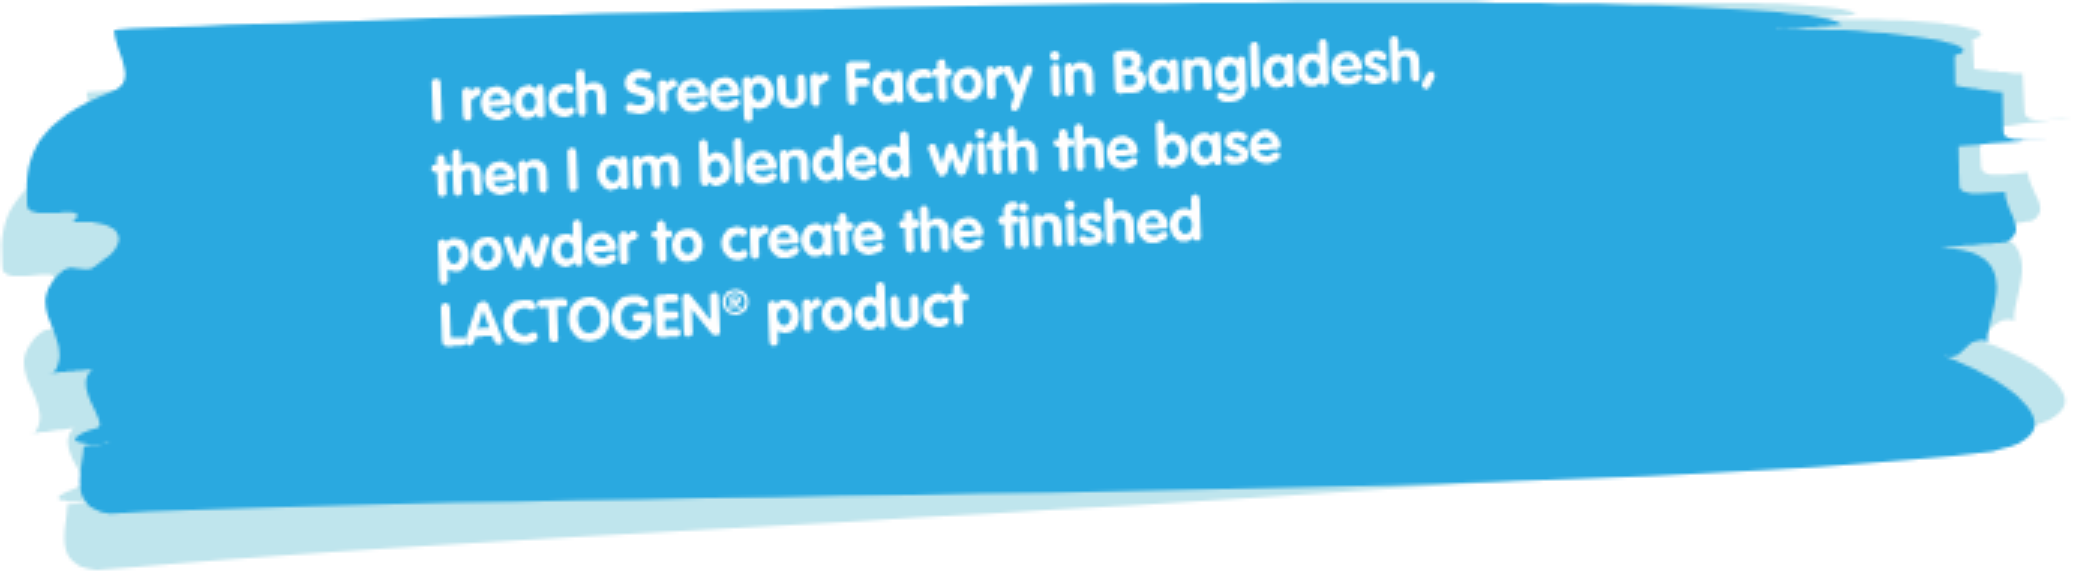 I reach Sreepur Factory in Bangladesh,
then I am blended with the base
powder to create the finished
LACTOGEN® product